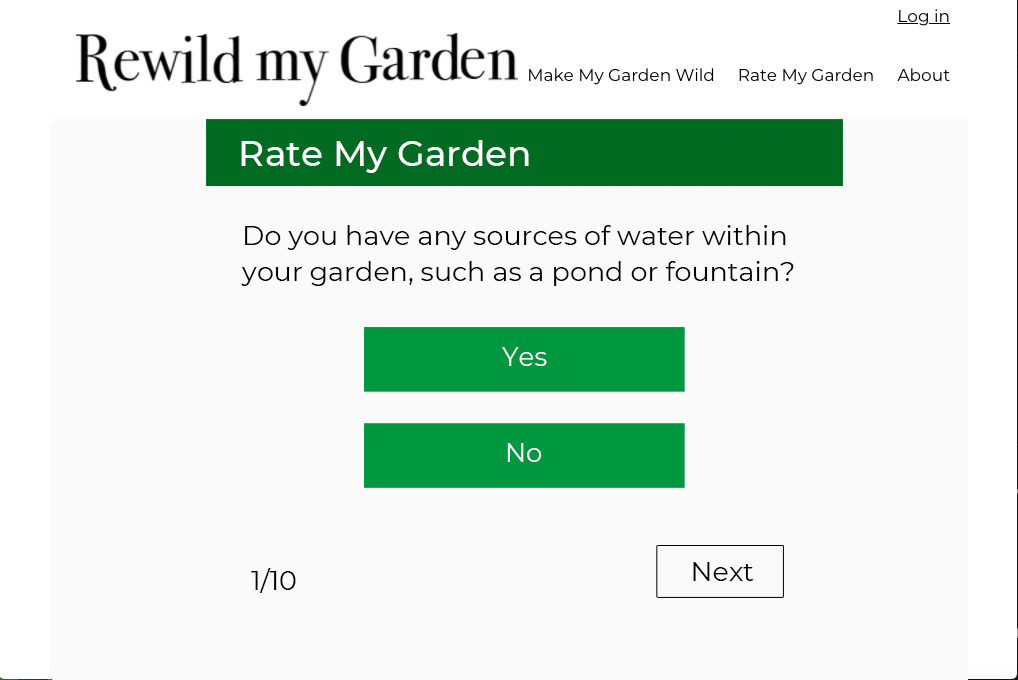 Log in
Rewild my Garden
Make My Garden Wild Rate My Garden About
Rate My Garden
Do you have any sources of water within
your garden, such as a pond or fountain?
Yes
No
1/10
Next